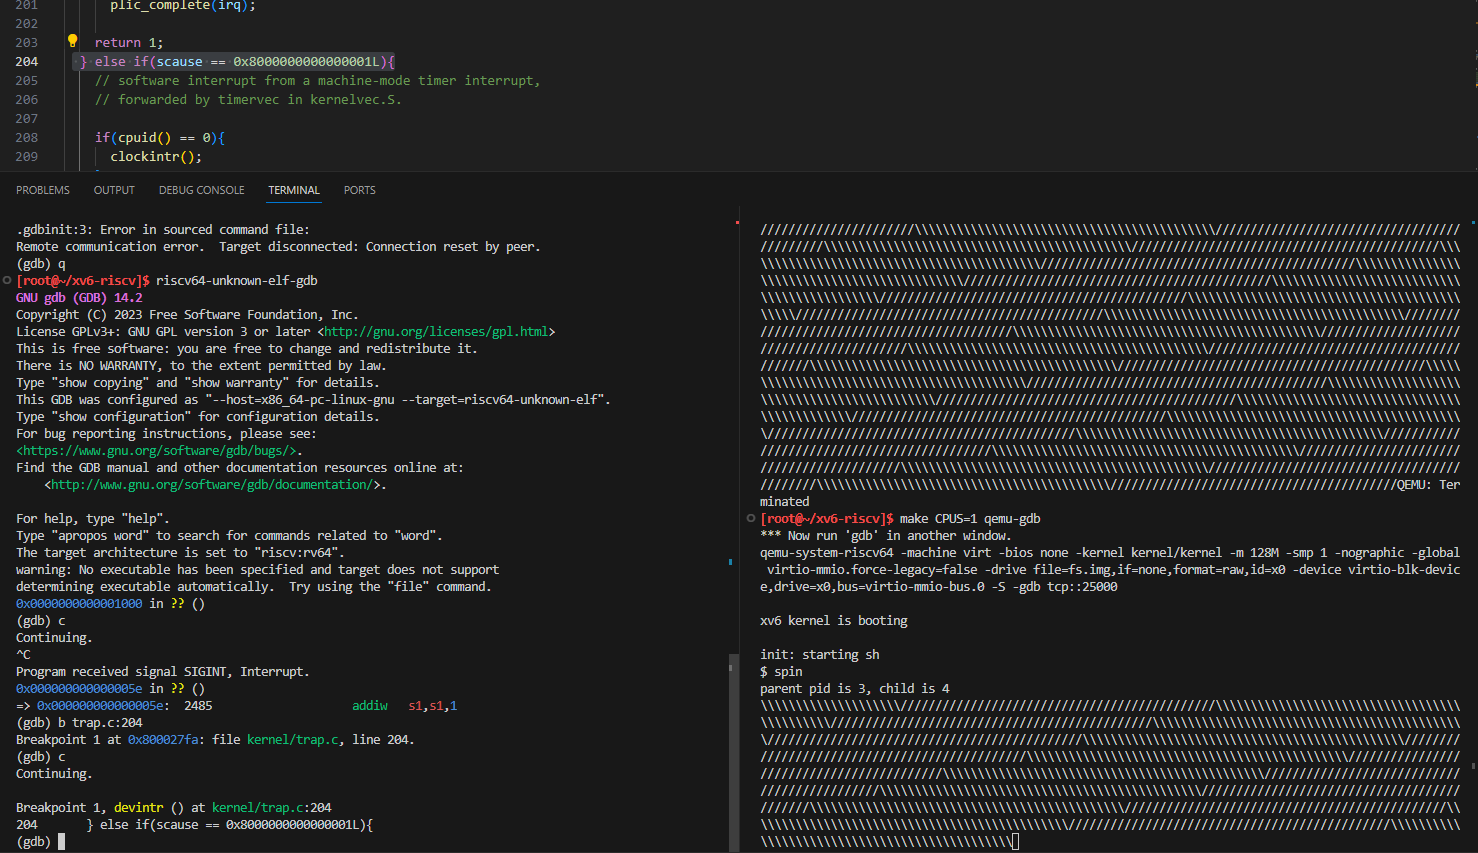 201 plic_complete(irq);
202
203 return 1;
204 } else if(scause == 0x8000000000000001L){
205 // software interrupt from a machine-mode timer interrupt,
206 // forwarded by timervec in kernelvec.S.
207
208 if(cpuid() == 0){
209 clockintr();
PROBLEMS OUTPUT DEBUG CONSOLE TERMINAL PORTS
.gdbinit:3: Error in sourced command file:
Remote communication error.  Target disconnected: Connection reset by peer.
(gdb) q
[root@~/xv6-riscv]$ riscv64-unknown-elf-gdb
GNU gdb (GDB) 14.2
Copyright (C) 2023 Free Software Foundation, Inc.
License GPLv3+: GNU GPL version 3 or later <http://gnu.org/licenses/gpl.html>
This is free software: you are free to change and redistribute it.
There is NO WARRANTY, to the extent permitted by law.
Type "show copying" and "show warranty" for details.
This GDB was configured as "--host=x86_64-pc-linux-gnu --target=riscv64-unknown-elf".
Type "show configuration" for configuration details.
For bug reporting instructions, please see:
<https://www.gnu.org/software/gdb/bugs/>.
Find the GDB manual and other documentation resources online at:
<http://www.gnu.org/software/gdb/documentation/>.
For help, type "help".
Type "apropos word" to search for commands related to "word".
The target architecture is set to "riscv:rv64".
warning: No executable has been specified and target does not support
determining executable automatically.  Try using the "file" command.
0x0000000000001000 in ?? ()
(gdb) c
Continuing.
^C
Program received signal SIGINT, Interrupt.
0x000000000000005e in ?? ()
=> 0x000000000000005e: 2485 addiw s1,s1,1
(gdb) b trap.c:204
Breakpoint 1 at 0x800027fa: file kernel/trap.c, line 204.
(gdb) c
Continuing.
Breakpoint 1, devintr () at kernel/trap.c:204
204 } else if(scause == 0x8000000000000001L){
(gdb)
QEMU: Ter
minated
[root@~/xv6-riscv]$ make CPUS=1 qemu-gdb
*** Now run 'gdb' in another window.
qemu-system-riscv64 -machine virt -bios none -kernel kernel/kernel -m 128M -smp 1 -nographic -global
virtio-mmio.force-legacy=false -drive file=fs.img,if=none,format=raw,id=x0 -device virtio-blk-devic
e,drive=x0,bus=virtio-mmio-bus.0 -S -gdb tcp::25000
xv6 kernel is booting
init: starting sh
$ spin
parent pid is 3, child is 4